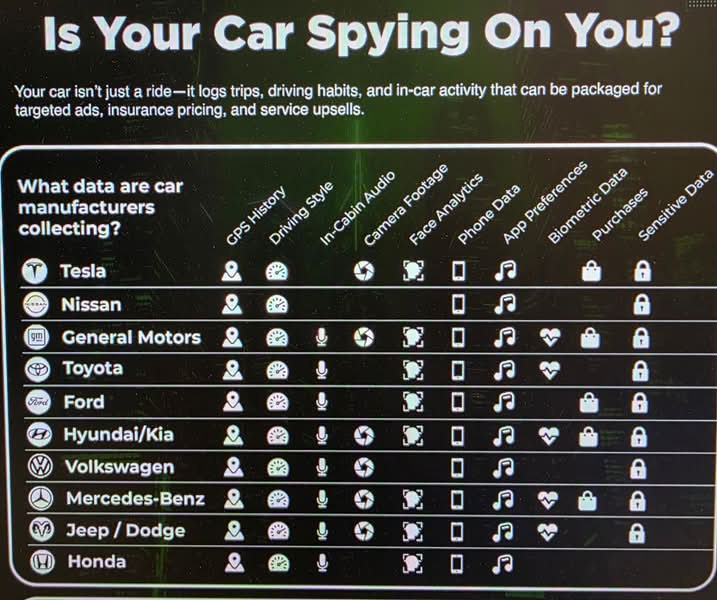 Is Your Car Spying On You?
Your car isn't just a ride—it logs trips, driving habits, and in-car activity that can be packaged for
targeted ads, insurance pricing, and service upsells.
What data are car
manufacturers
collecting?
GPS History
Driving Style
In-Cabin Audio
Camera Footage
Face Analytics
Phone Data
App Preferences
Biometric Data
Purchases
Sensitive Data
Tesla
NISSAN Nissan
gm General Motors
Toyota
Ford Ford
Hyundai/Kia
Volkswagen
Mercedes-Benz
Jeep / Dodge
Honda